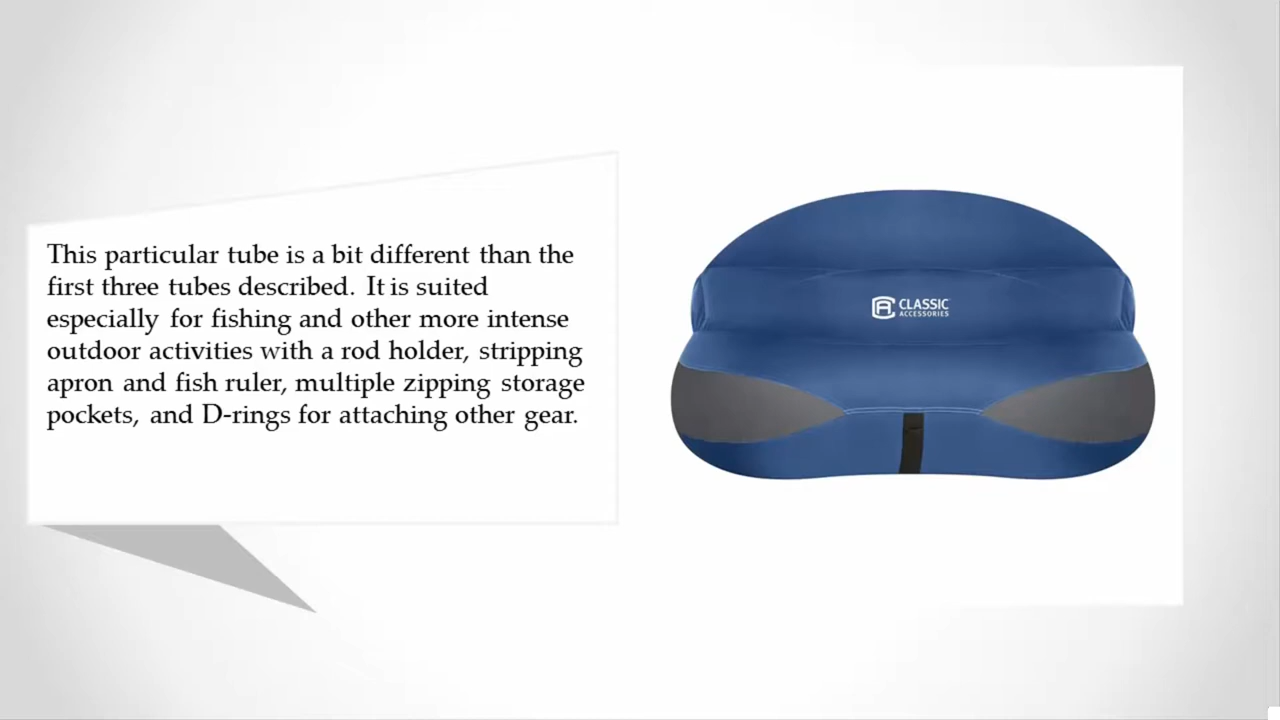 This particular tube is a bit different than the
first three tubes described. It is suited
especially for fishing and other more intense
outdoor activities with a rod holder, stripping
apron and fish ruler, multiple zipping storage
pockets, and D-rings for attaching other gear.
CLASSIC
ACCESSORIES